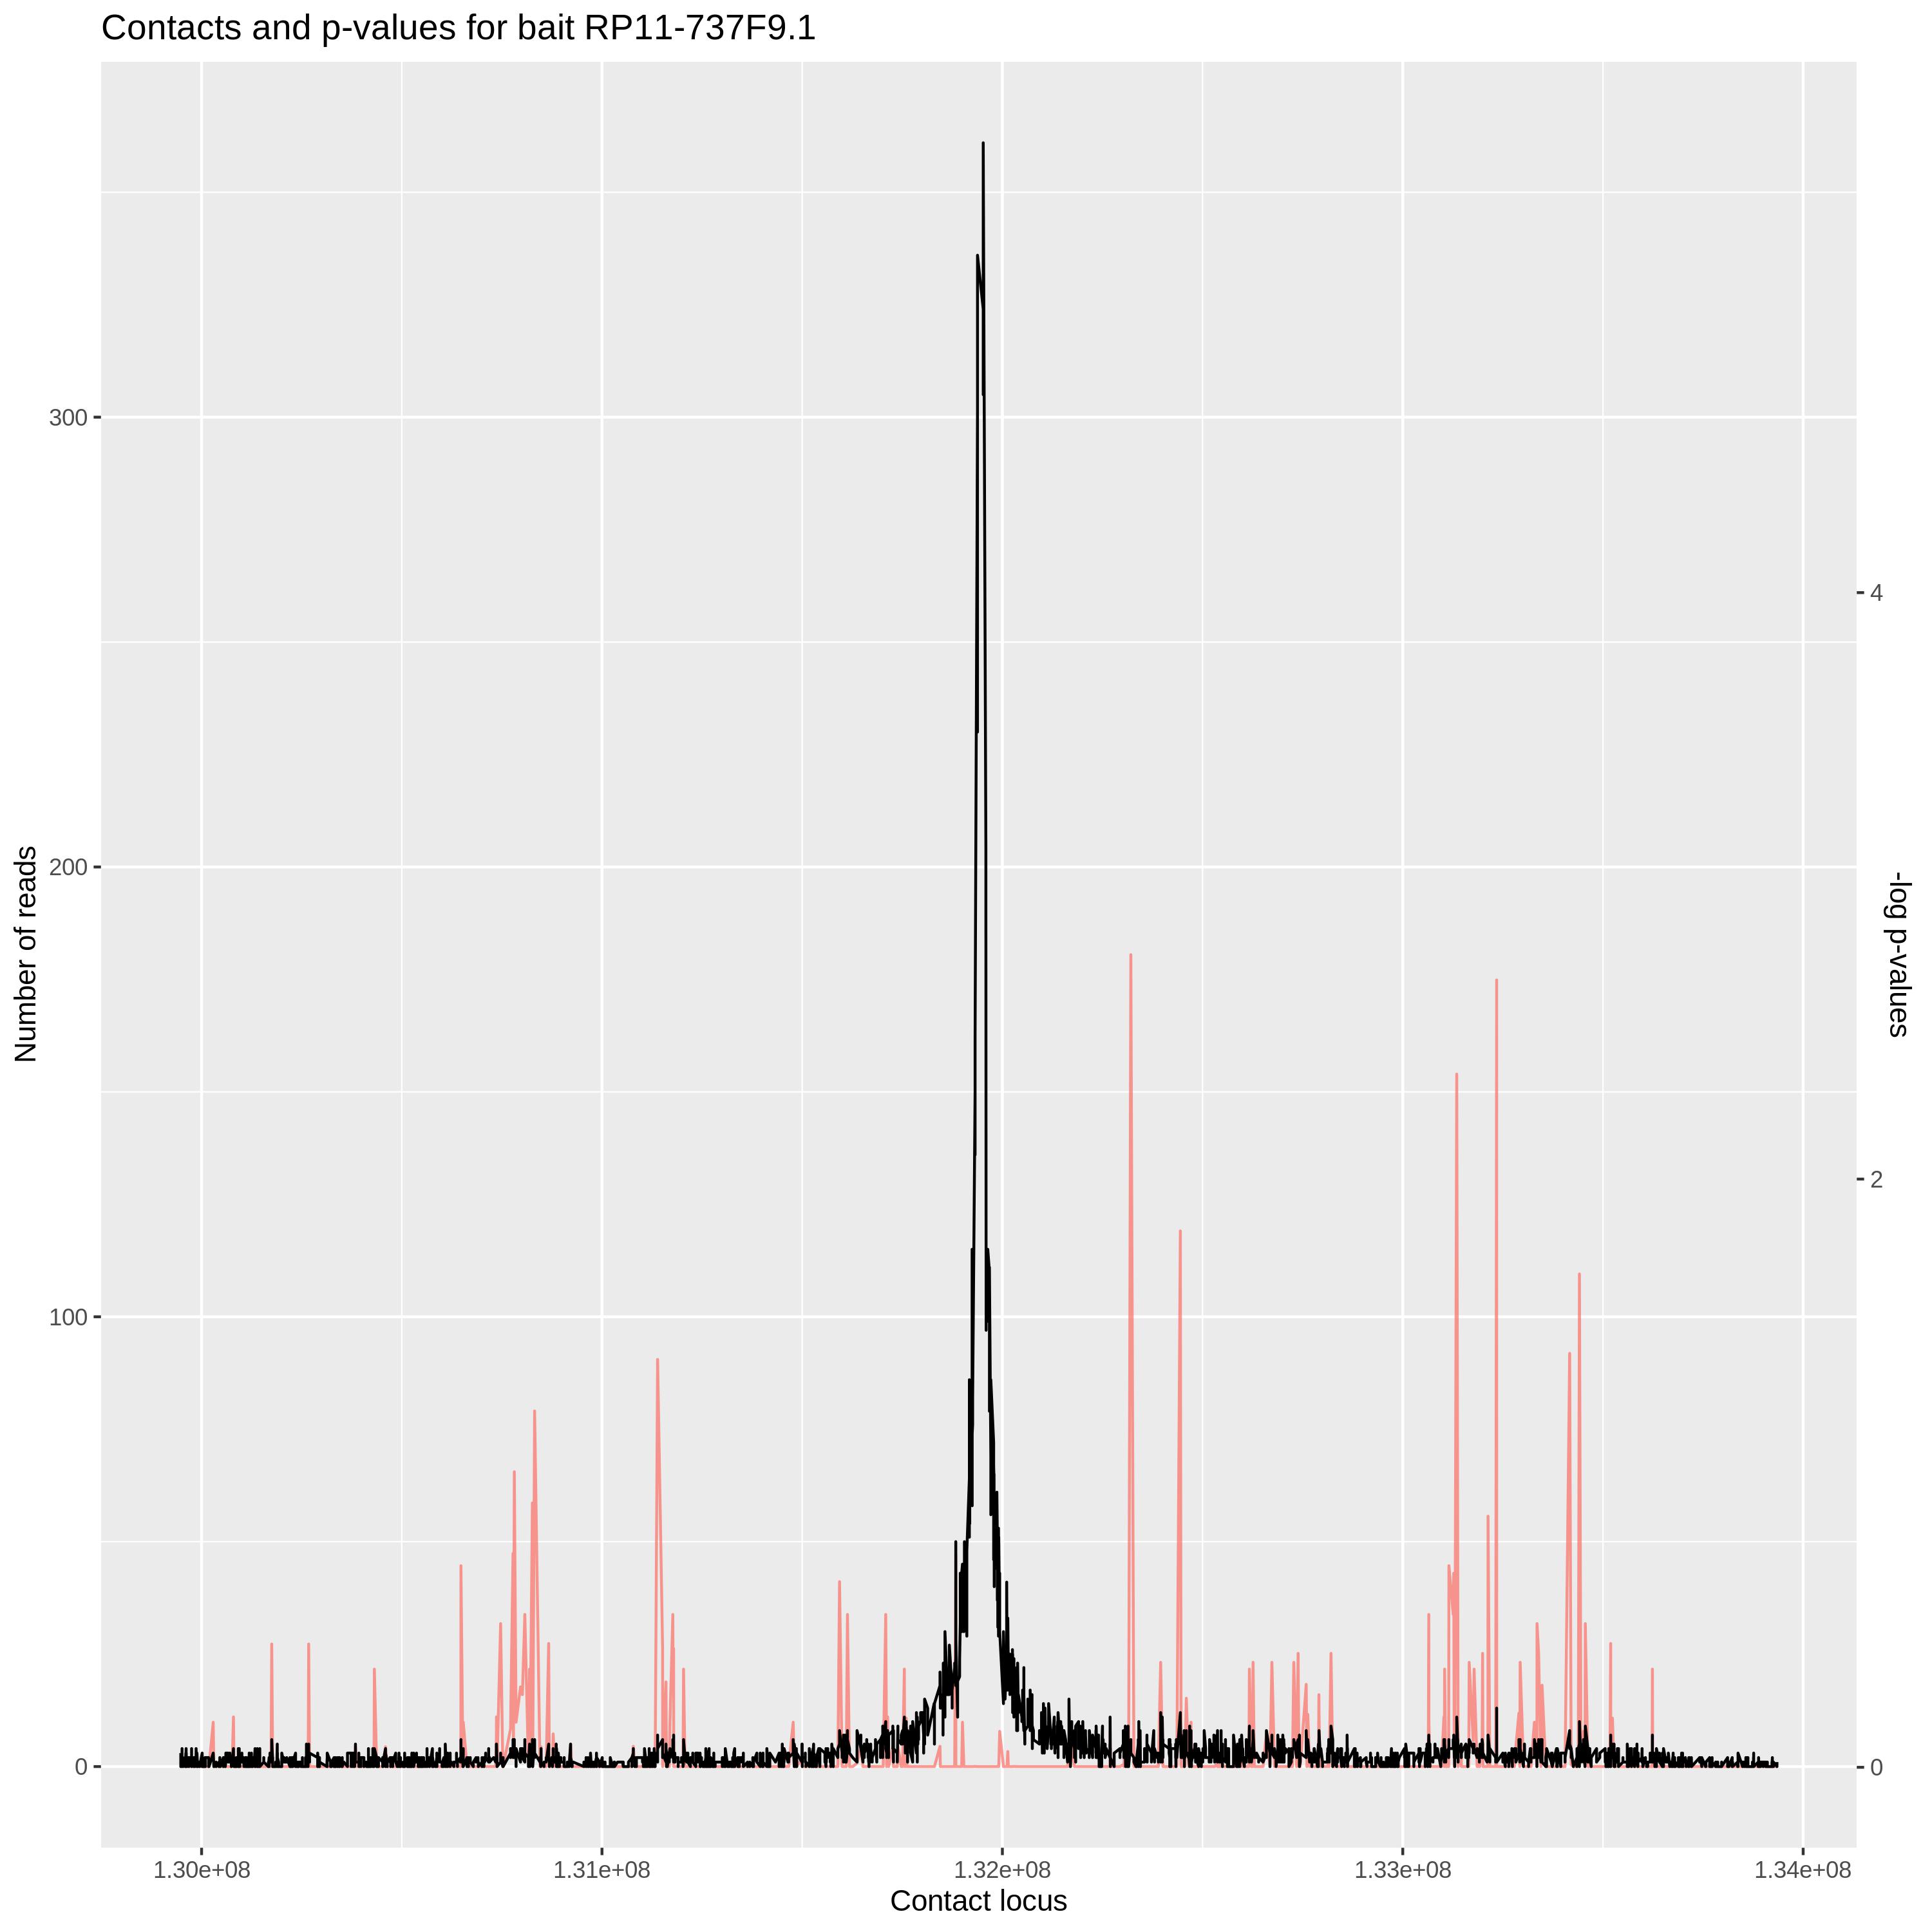 Contacts and p-values for bait RP11-737F9.1
300
200
100
0
Number of reads
4
2
0
-log p-values
1.30e+08 1.31e+08 1.32e+08 1.33e+08 1.34e+08
Contact locus